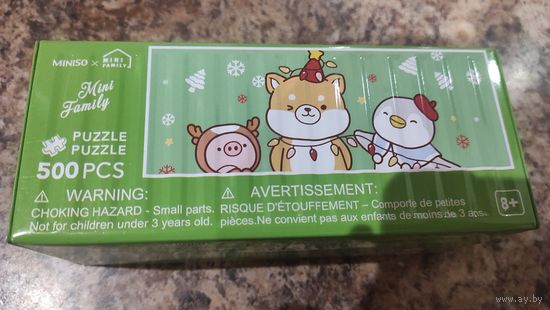 MINISO × MINI FAMILY
Mini
Family
PUZZLE
PUZZLE
500 PCS
WARNING:
CHOKING HAZARD - Small parts.
Not for children under 3 years old.
AVERTISSEMENT:
RISQUE D'ÉTOUFFEMENT – Comporte de petites
pièces.Ne convient pas aux enfants de moins de 3 ans.
8+
© www.ay.by